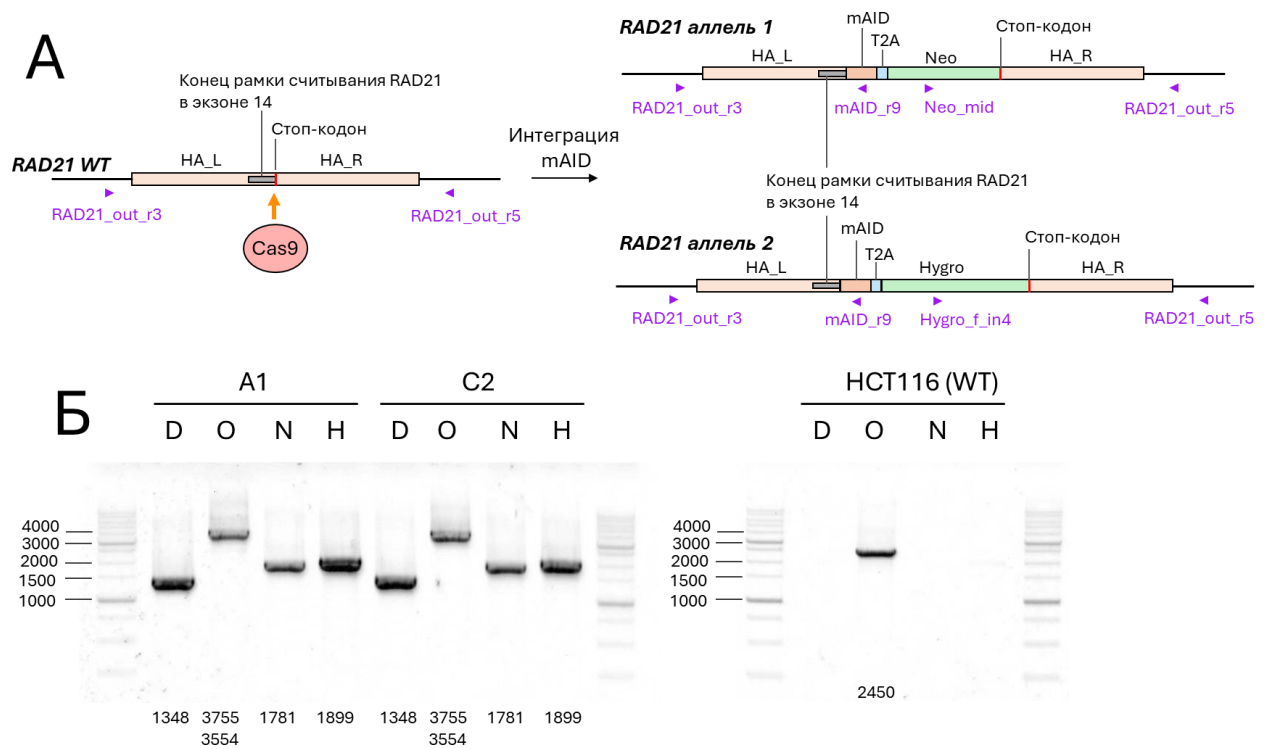 А
RAD21 WT
Конец рамки считывания RAD21
в экзоне 14
Стоп-кодон
HA_L
HA_R
RAD21_out_r3
RAD21_out_r5
Cas9
Интеграция
mAID
RAD21 аллель 1
HA_L
mAID
T2A
Neo
Стоп-кодон
HA_R
RAD21_out_r3
mAID_r9
Neo_mid
RAD21_out_r5
Конец рамки считывания RAD21
в экзоне 14
RAD21 аллель 2
HA_L
mAID
T2A
Hygro
Стоп-кодон
HA_R
RAD21_out_r3
mAID_r9
Hygro_f_in4
RAD21_out_r5
Б
A1 C2 HCT116 (WT)
D O N H D O N H D O N H
4000
3000
2000
1500
1000
4000
3000
2000
1500
1000
1348 3755 1781 1899 1348 3755 1781 1899
3554 3554
2450